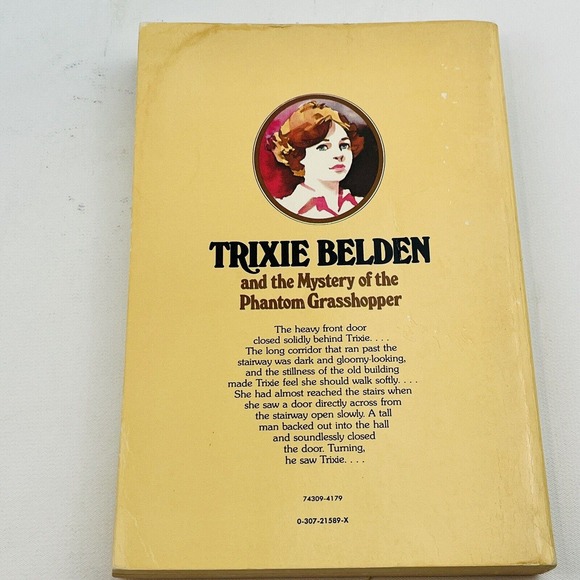 TRIXIE BELDEN
and the Mystery of the
Phantom Grasshopper
The heavy front door
closed solidly behind Trixie. . . .
The long corridor that ran past the
stairway was dark and gloomy-looking,
and the stillness of the old building
made Trixie feel she should walk softly. . . .
She had almost reached the stairs when
she saw a door directly across from
the stairway open slowly. A tall
man backed out into the hall
and soundlessly closed
the door. Turning,
he saw Trixie. . . .
74309-4179
0-307-21589-X